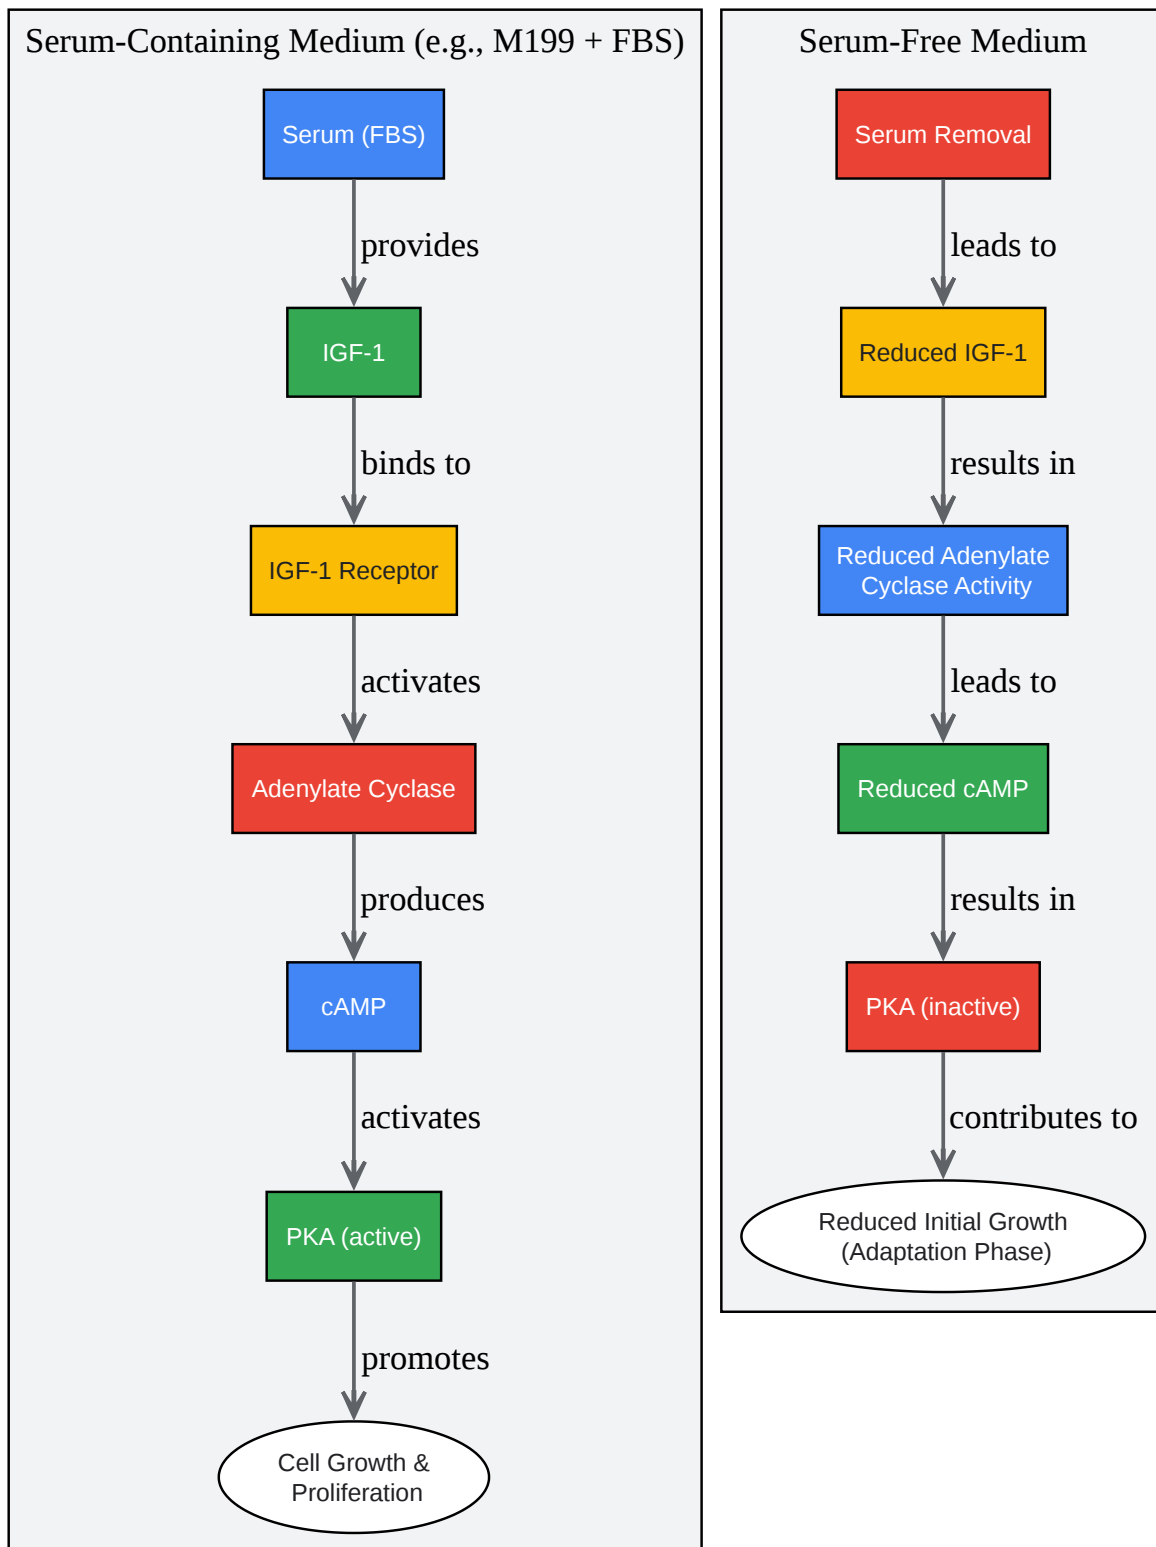 Serum-Containing Medium (e.g., M199 + FBS)
Serum (FBS)
provides
IGF-1
binds to
IGF-1 Receptor
activates
Adenylate Cyclase
produces
cAMP
activates
PKA (active)
promotes
Cell Growth &
Proliferation
Serum-Free Medium
Serum Removal
leads to
Reduced IGF-1
results in
Reduced Adenylate
Cyclase Activity
leads to
Reduced cAMP
results in
PKA (inactive)
contributes to
Reduced Initial Growth
(Adaptation Phase)